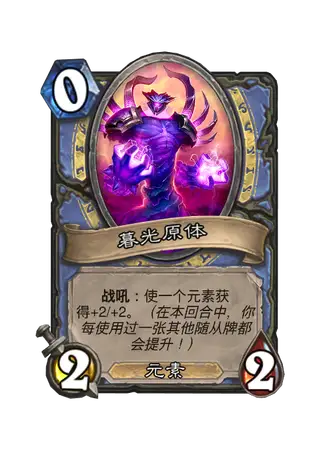 0
暮光原体
战吼：使一个元素获
得+2/+2。（在本回合中，你
每使用过一张其他随从牌都
会提升！）
2
元素
2